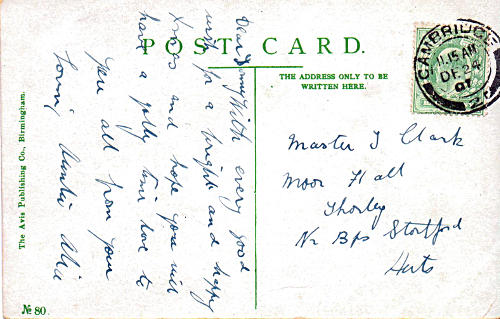 POST CARD.
THE ADDRESS ONLY TO BE
WRITTEN HERE.
Dear Jimmy With every good
wish for a bright and happy
Xmas and hope you will
have a jolly time love to
you all from your
loving Auntie
Master J Clark
Moor Hall
Thorley
Nr Bps Stortford
Herts
CAMBRIDGE
11.15 AM
DE 24
07
The Avis Publishing Co., Birmingham.
№ 80